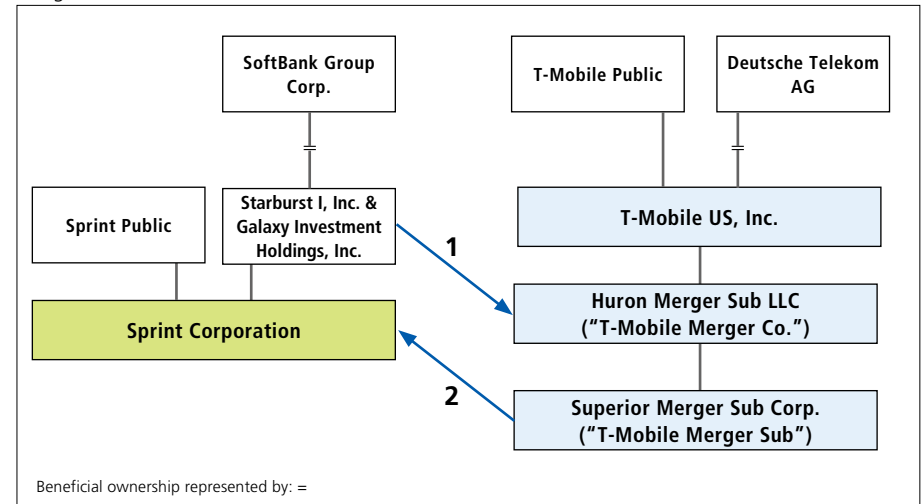 SoftBank Group
Corp.
T-Mobile Public
Deutsche Telekom
AG
Sprint Public
Starburst I, Inc. &
Galaxy Investment
Holdings, Inc.
T-Mobile US, Inc.
1
Sprint Corporation
Huron Merger Sub LLC
("T-Mobile Merger Co.")
2
Superior Merger Sub Corp.
("T-Mobile Merger Sub")
Beneficial ownership represented by: =